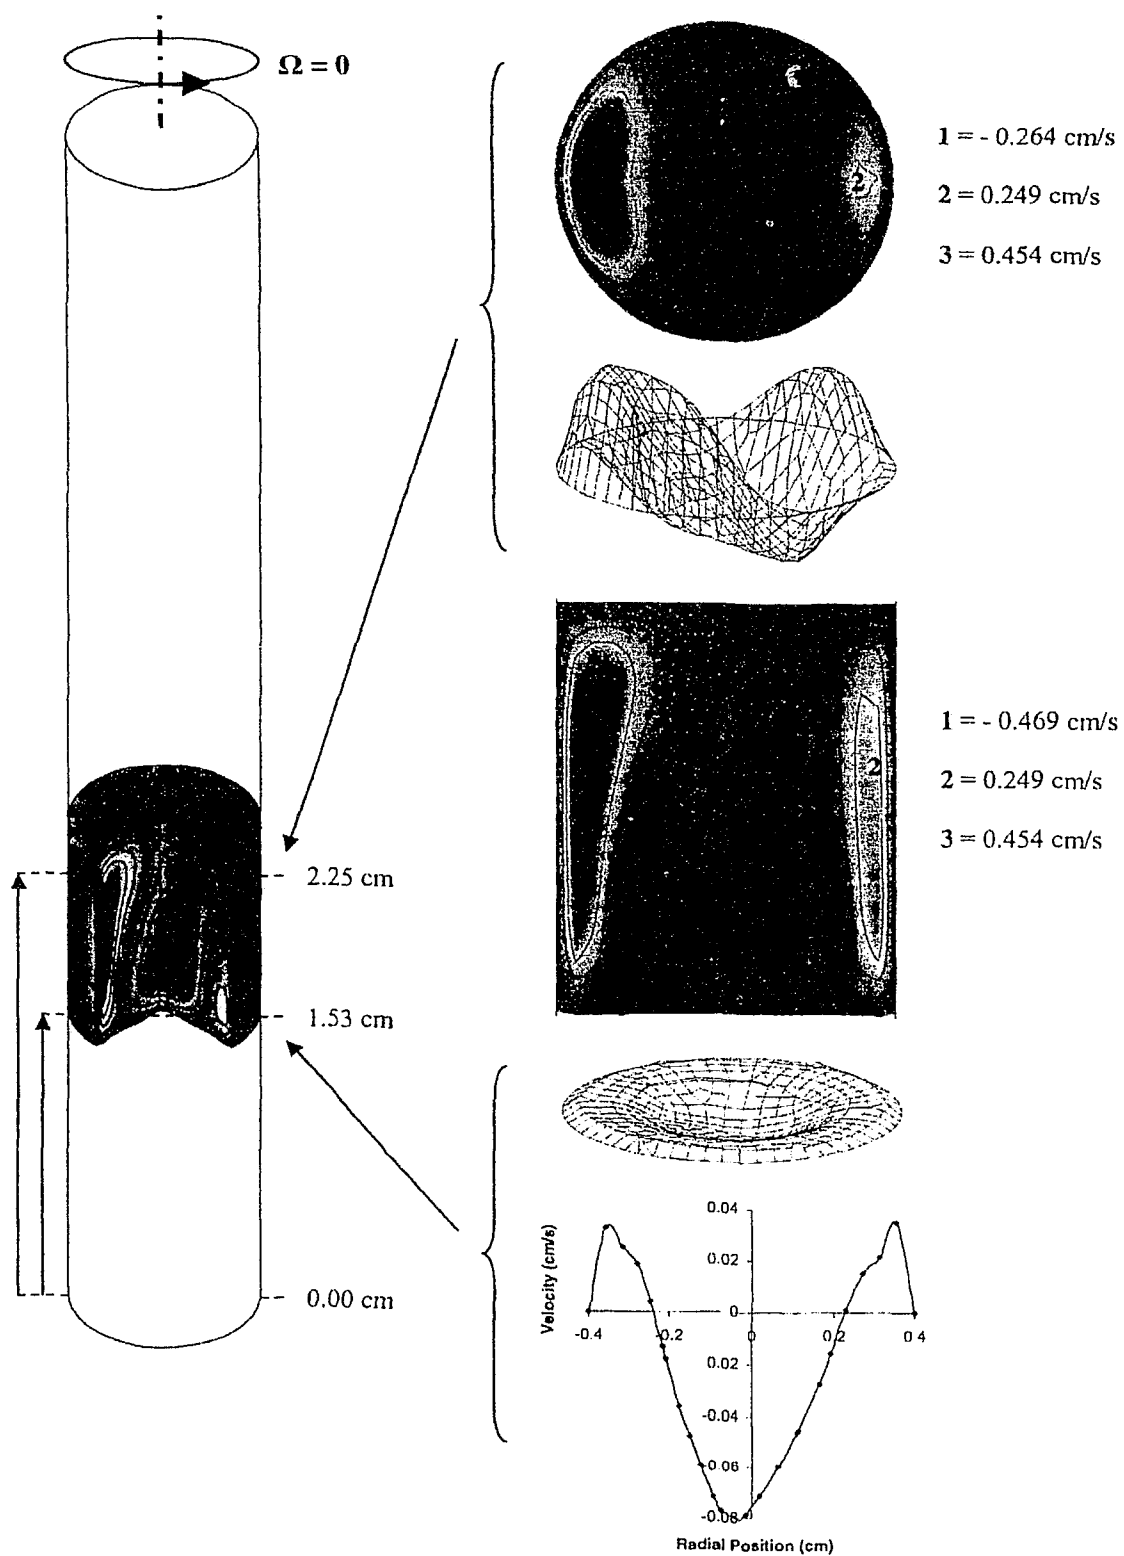 Ω = 0
1 = - 0.264 cm/s
2
2 = 0.249 cm/s
3 = 0.454 cm/s
1 = - 0.469 cm/s
2
2 = 0.249 cm/s
3 = 0.454 cm/s
2.25 cm
1.53 cm
0.00 cm
Velocity (cm/s)
0.04
0.02
0
-0.4
-0.2
0
0.2
0 4
0.02
-0.04
-0.06
-0.08
Radial Position (cm)